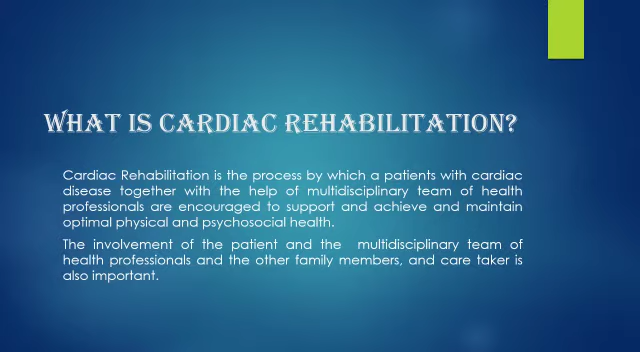 WHAT IS CARDIAC REHABILITATION?
Cardiac Rehabilitation is the process by which a patients with cardiac
disease together with the help of multidisciplinary team of health
professionals are encouraged to support and achieve and maintain
optimal physical and psychosocial health.
The involvement of the patient and the multidisciplinary team of
health professionals and the other family members, and care taker is
also important.